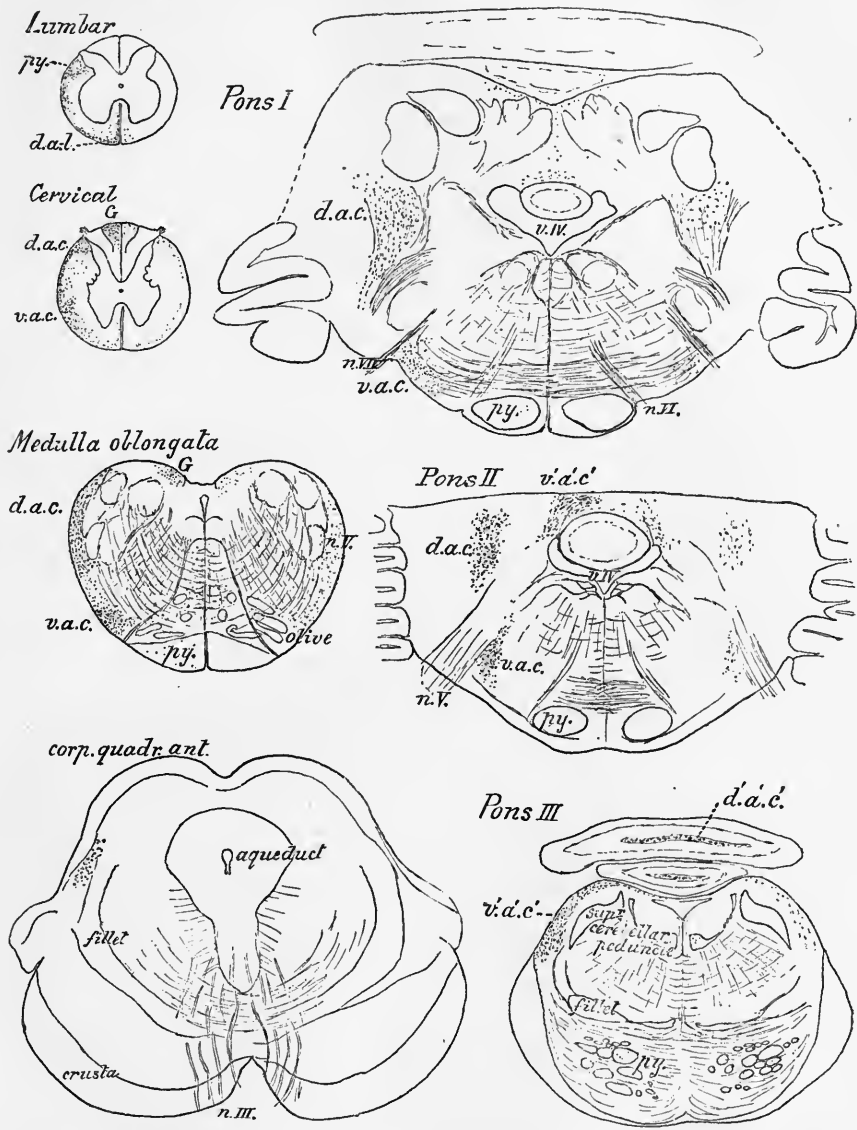 Lumbar
py.
d.a.l.
Cervical
G
d.a.c.
v.a.c.
Pons I
d.a.c.
v.IV.
n.VII
v.a.c.
py.
n.VI.
Medulla oblongata
G
d.a.c.
n.V.
v.a.c.
py.
olive
Pons II
v'.a'.c'
d.a.c.
v.IV
v.a.c.
n.V.
py.
corp. quadr. ant.
aqueduct
fillet
crusta
n.III.
Pons III
d'.a'.c'.
v'.a'.c'
supr
cerebellar
peduncle
fillet
py.